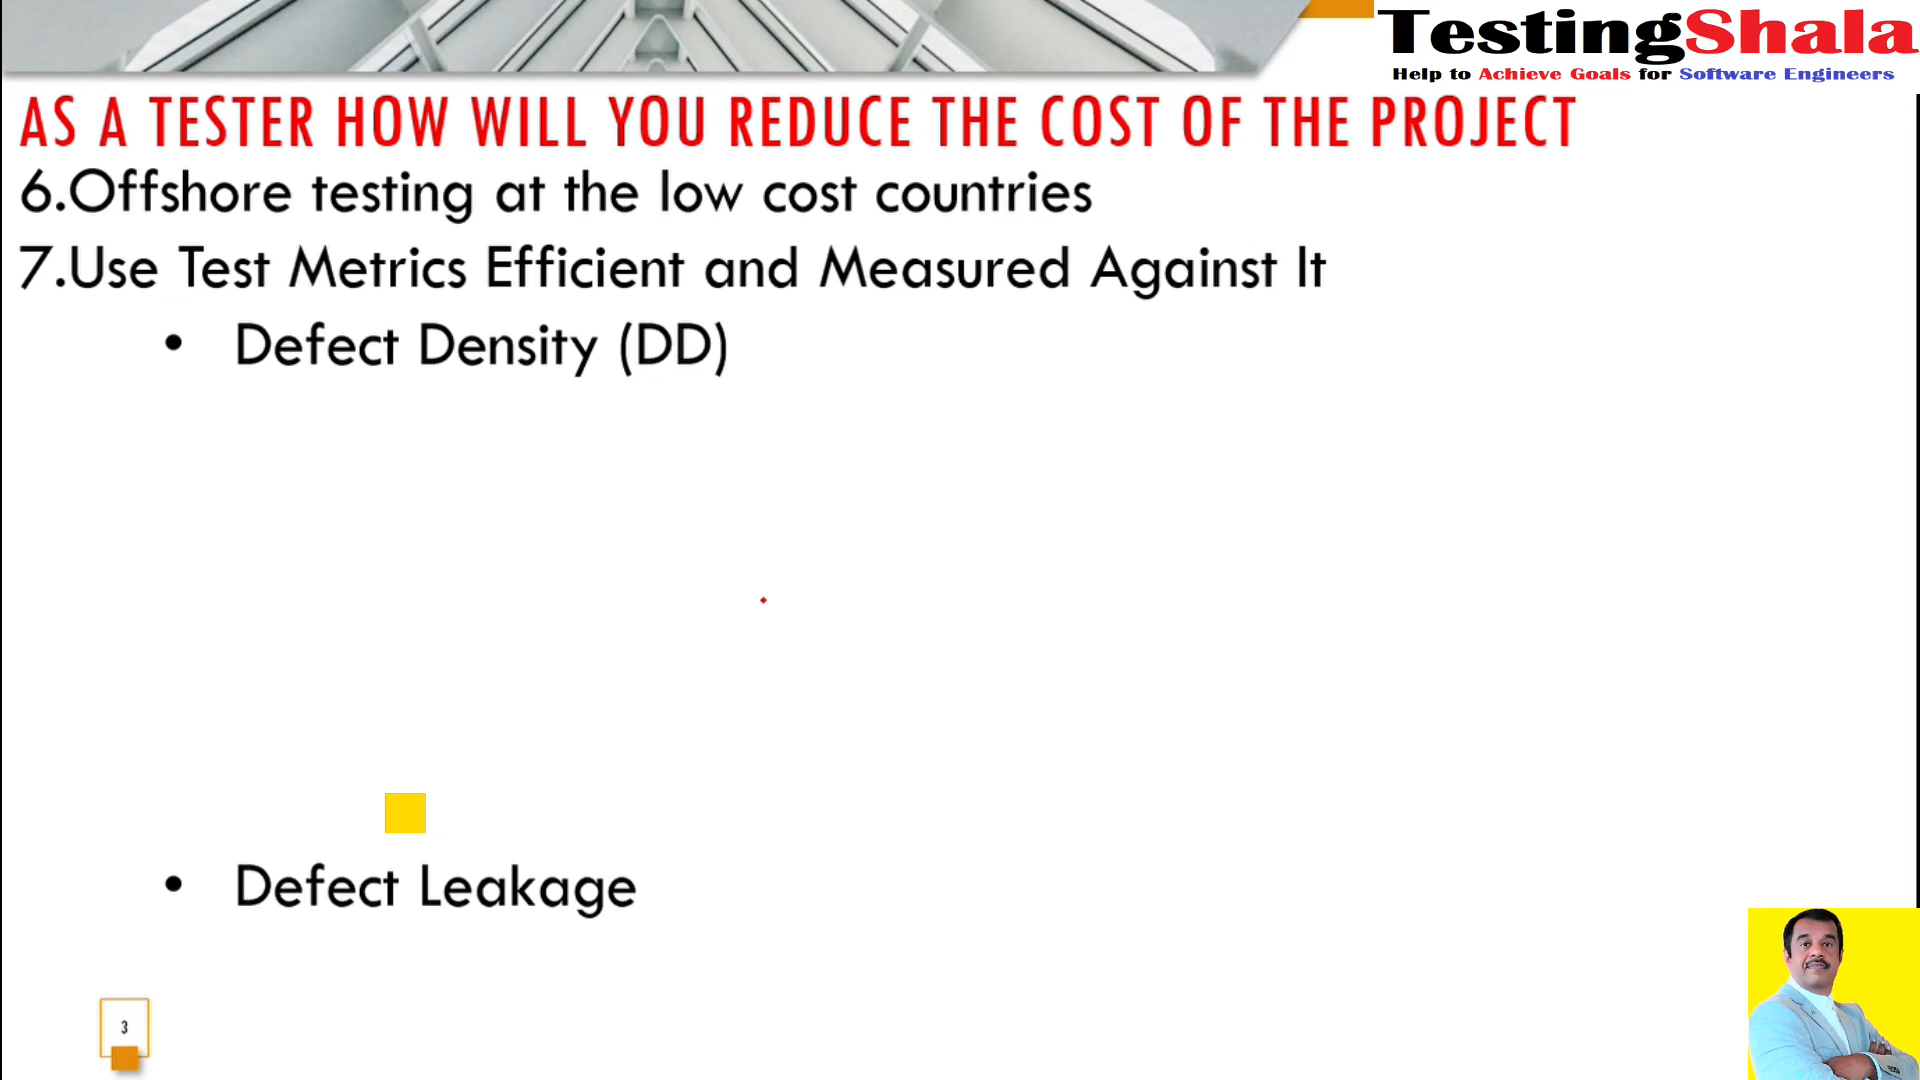 TestingShala
Help to Achieve Goals for Software Engineers
AS A TESTER HOW WILL YOU REDUCE THE COST OF THE PROJECT
6.Offshore testing at the low cost countries
7.Use Test Metrics Efficient and Measured Against It
• Defect Density (DD)
• Defect Leakage
3